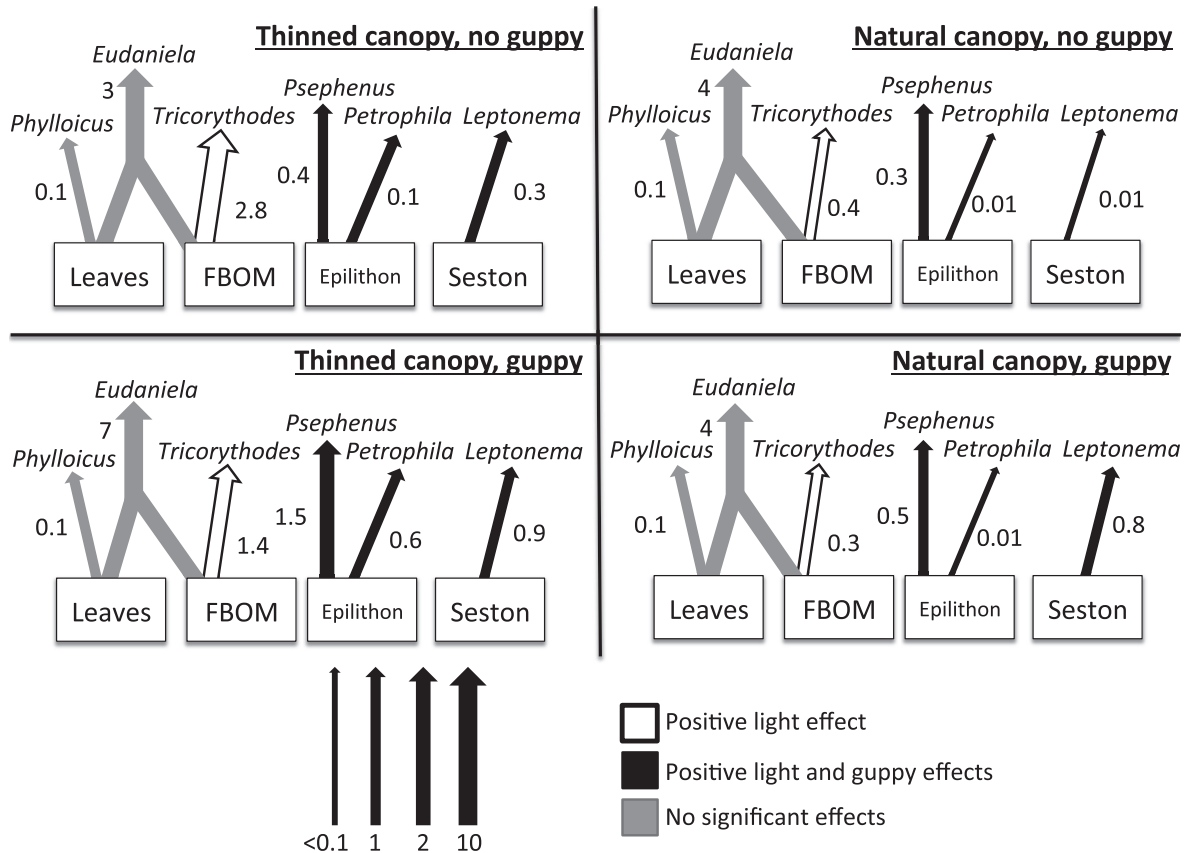 Thinned canopy, no guppy
Eudaniela
3
Phylloicus
Tricorythodes
Psephenus
Petrophila
Leptonema
0.1
2.8
0.4
0.1
0.3
Leaves
FBOM
Epilithon
Seston
Natural canopy, no guppy
Eudaniela
4
Phylloicus
Tricorythodes
Psephenus
Petrophila
Leptonema
0.1
0.4
0.3
0.01
0.01
Leaves
FBOM
Epilithon
Seston
Thinned canopy, guppy
Eudaniela
7
Phylloicus
Tricorythodes
Psephenus
Petrophila
Leptonema
0.1
1.4
1.5
0.6
0.9
Leaves
FBOM
Epilithon
Seston
Natural canopy, guppy
Eudaniela
4
Phylloicus
Tricorythodes
Psephenus
Petrophila
Leptonema
0.1
0.3
0.5
0.01
0.8
Leaves
FBOM
Epilithon
Seston
<0.1
1
2
10
Positive light effect
Positive light and guppy effects
No significant effects